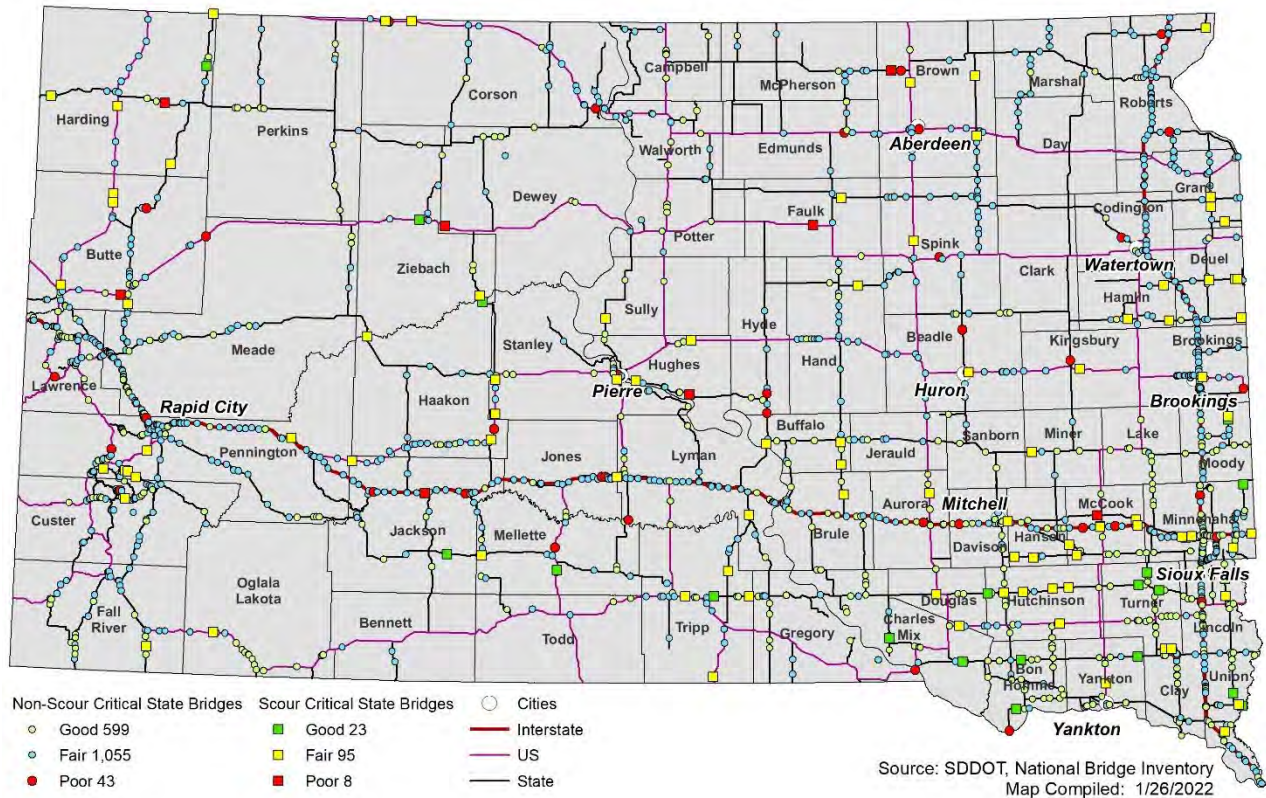 Campbell
McPherson
Brown
Marshal
Roberts
Harding
Perkins
Corson
Walworth
Edmunds
Aberdeen
Day
Grant
Codington
Dewey
Faulk
Potter
Butte
Ziebach
Spink
Clark
Watertown
Deuel
Hamlin
Sully
Hyde
Hand
Beadle
Kingsbury
Brookings
Meade
Stanley
Hughes
Lawrence
Haakon
Pierre
Huron
Brookings
Rapid City
Pennington
Buffalo
Jerauld
Sanborn
Miner
Lake
Moody
Jones
Lyman
Custer
Jackson
Mellette
Brule
Aurora
Mitchell
Davison
Hanson
McCook
Minnehaha
Sioux Falls
Fall
River
Oglala
Lakota
Bennett
Todd
Tripp
Gregory
Charles
Mix
Douglas
Hutchinson
Turner
Lincoln
Bon
Homme
Yankton
Clay
Union
Yankton
Non-Scour Critical State Bridges
Good 599
Fair 1,055
Poor 43
Scour Critical State Bridges
Good 23
Fair 95
Poor 8
Cities
Interstate
US
State
Source: SDDOT, National Bridge Inventory
Map Compiled: 1/26/2022